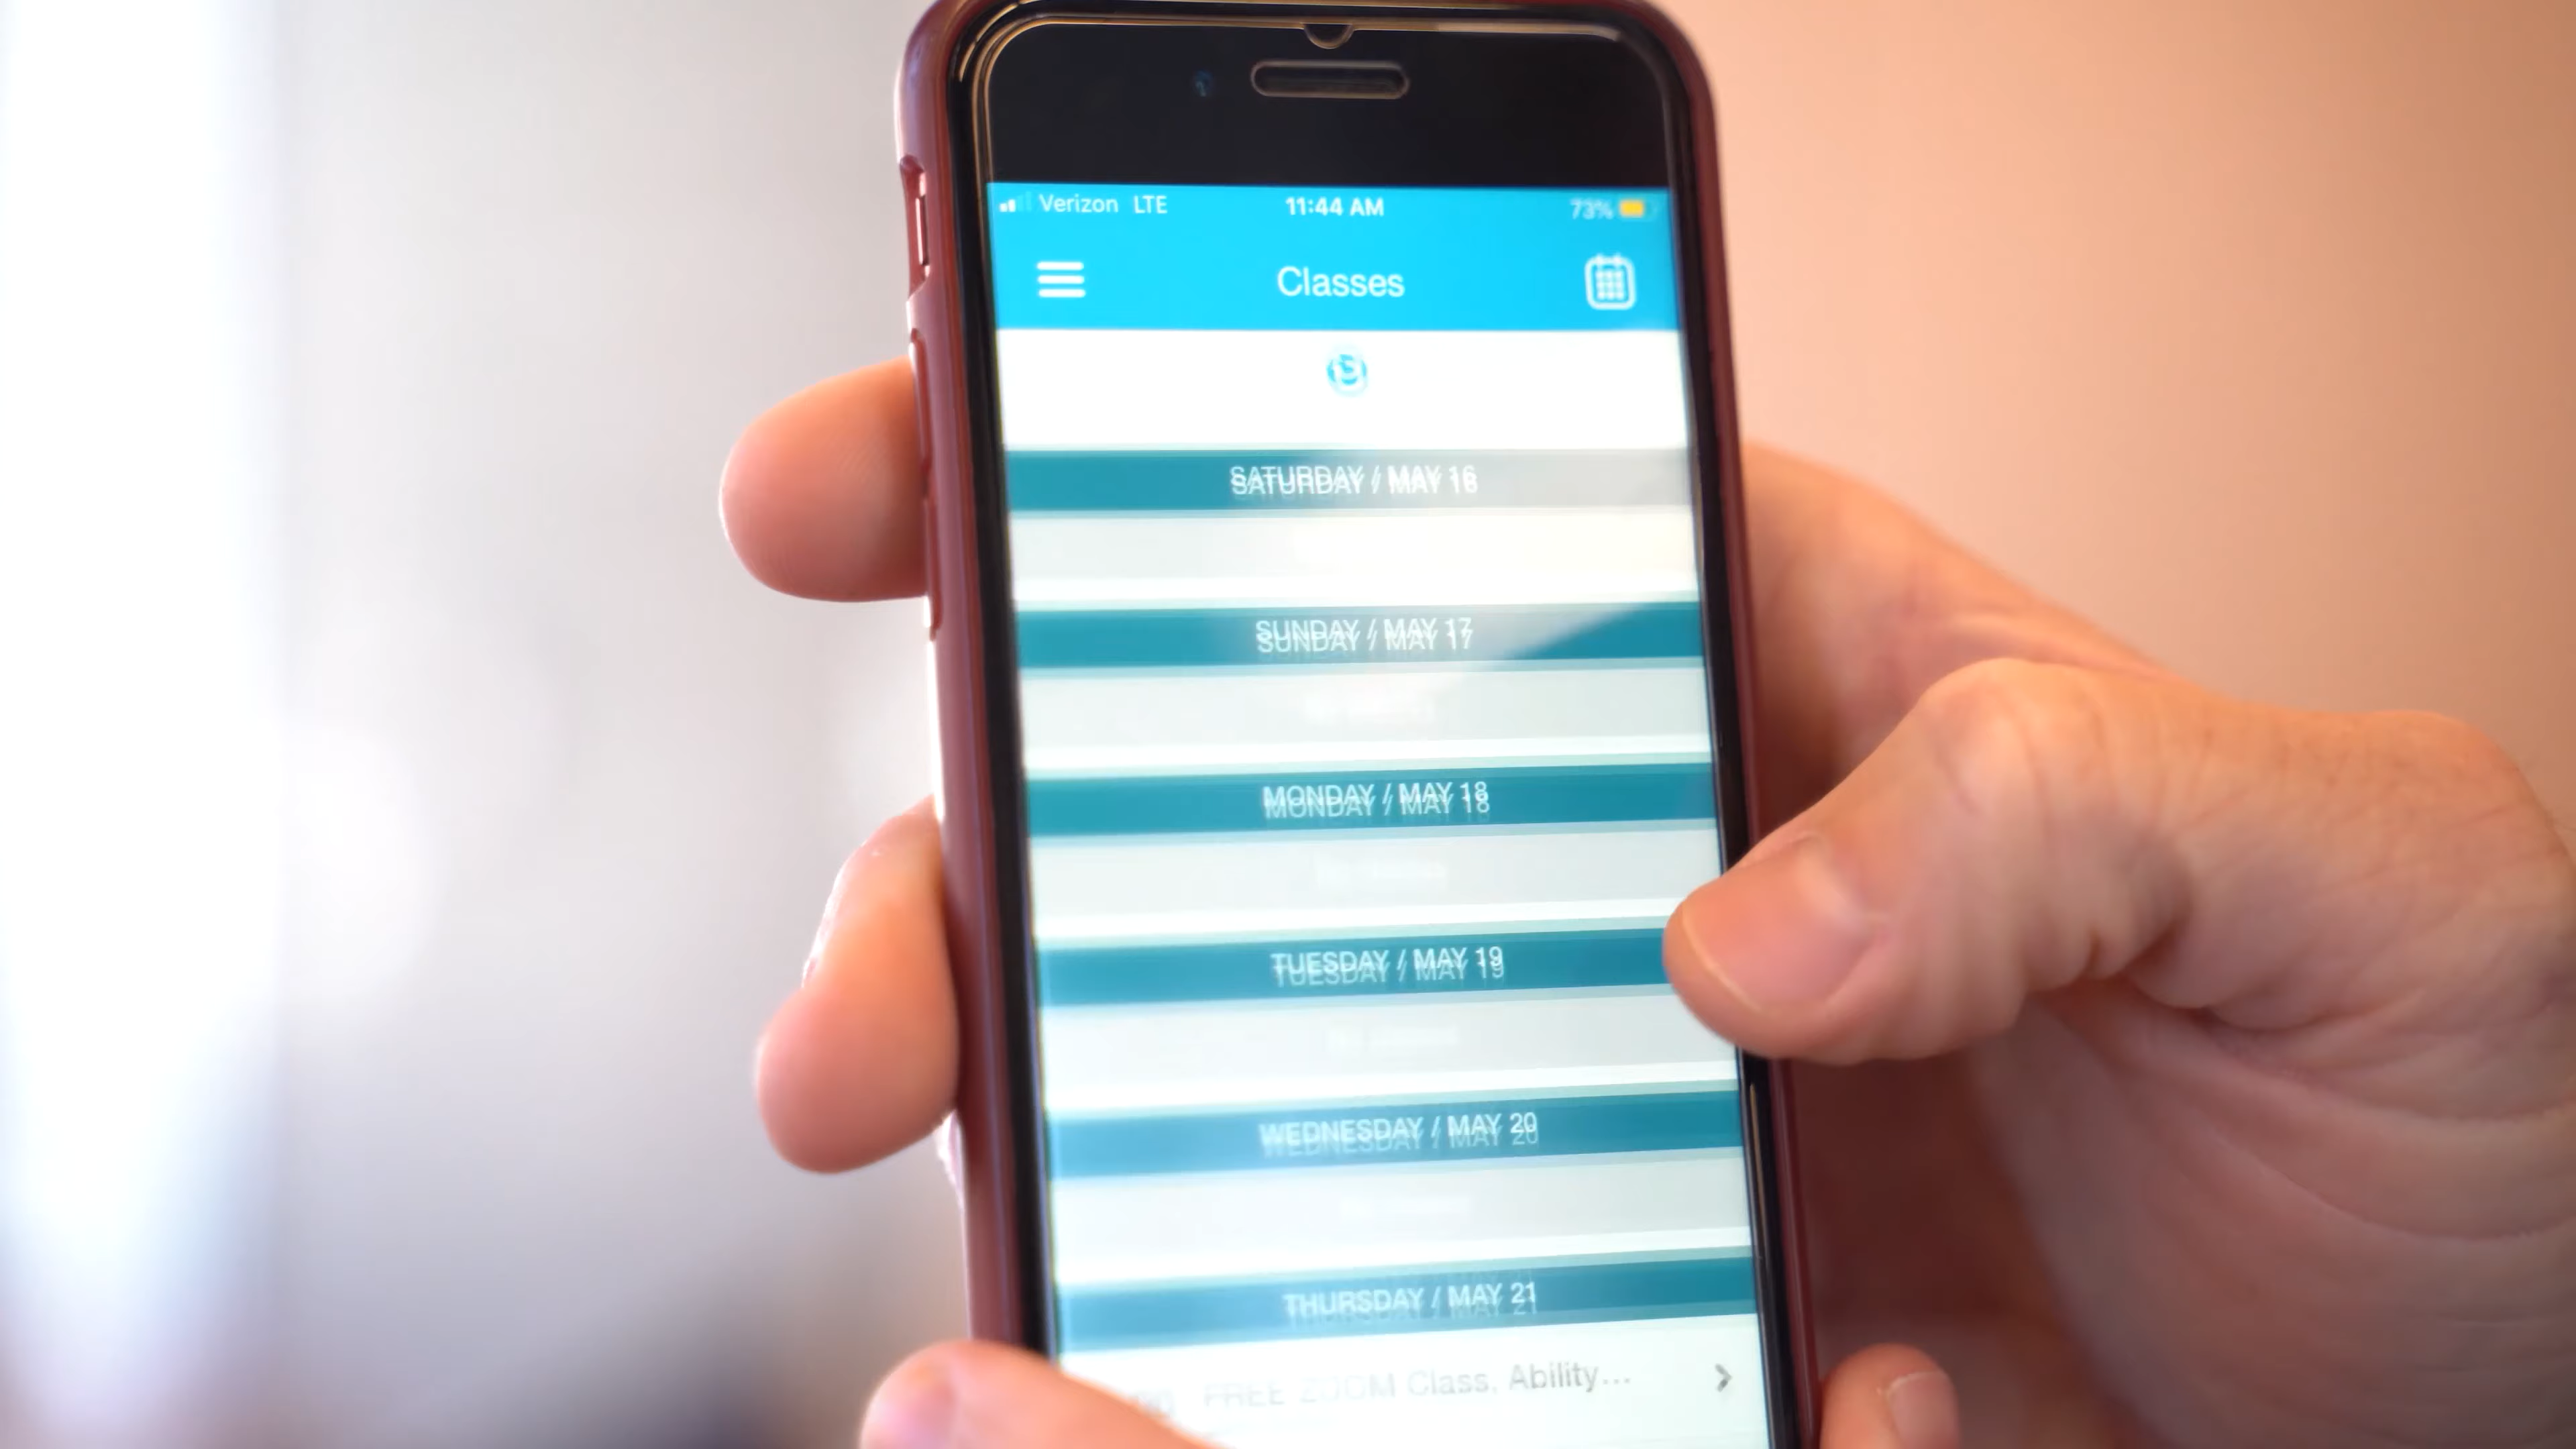 Verizon LTE 11:44 AM 73%
Classes
SATURDAY / MAY 16
SUNDAY / MAY 17
MONDAY / MAY 18
TUESDAY / MAY 19
WEDNESDAY / MAY 20
THURSDAY / MAY 21
FREE ZOOM Class, Ability...